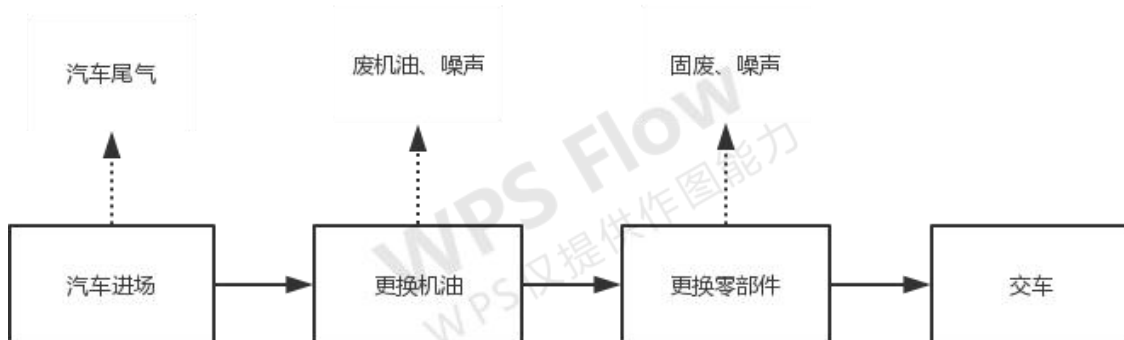 汽车尾气
废机油、噪声
固废、噪声
WPS Flow
WPS仅提供作图能力
汽车进场
更换机油
更换零部件
交车